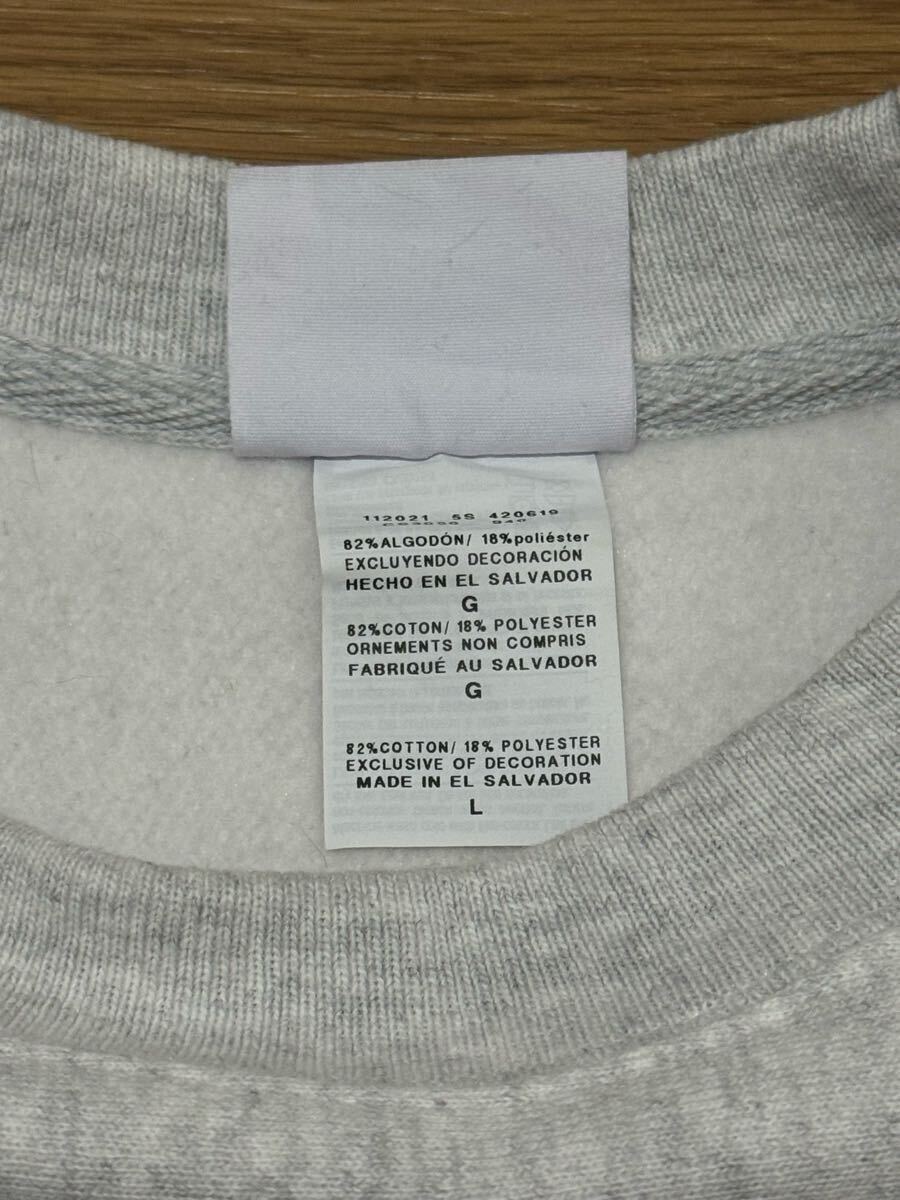 112021 5S 420619
82%ALGODÓN/ 18%poliéster
EXCLUYENDO DECORACIÓN
HECHO EN EL SALVADOR
G
82%COTON/ 18% POLYESTER
ORNEMENTS NON COMPRIS
FABRIQUÉ AU SALVADOR
G
82%COTTON/ 18% POLYESTER
EXCLUSIVE OF DECORATION
MADE IN EL SALVADOR
L